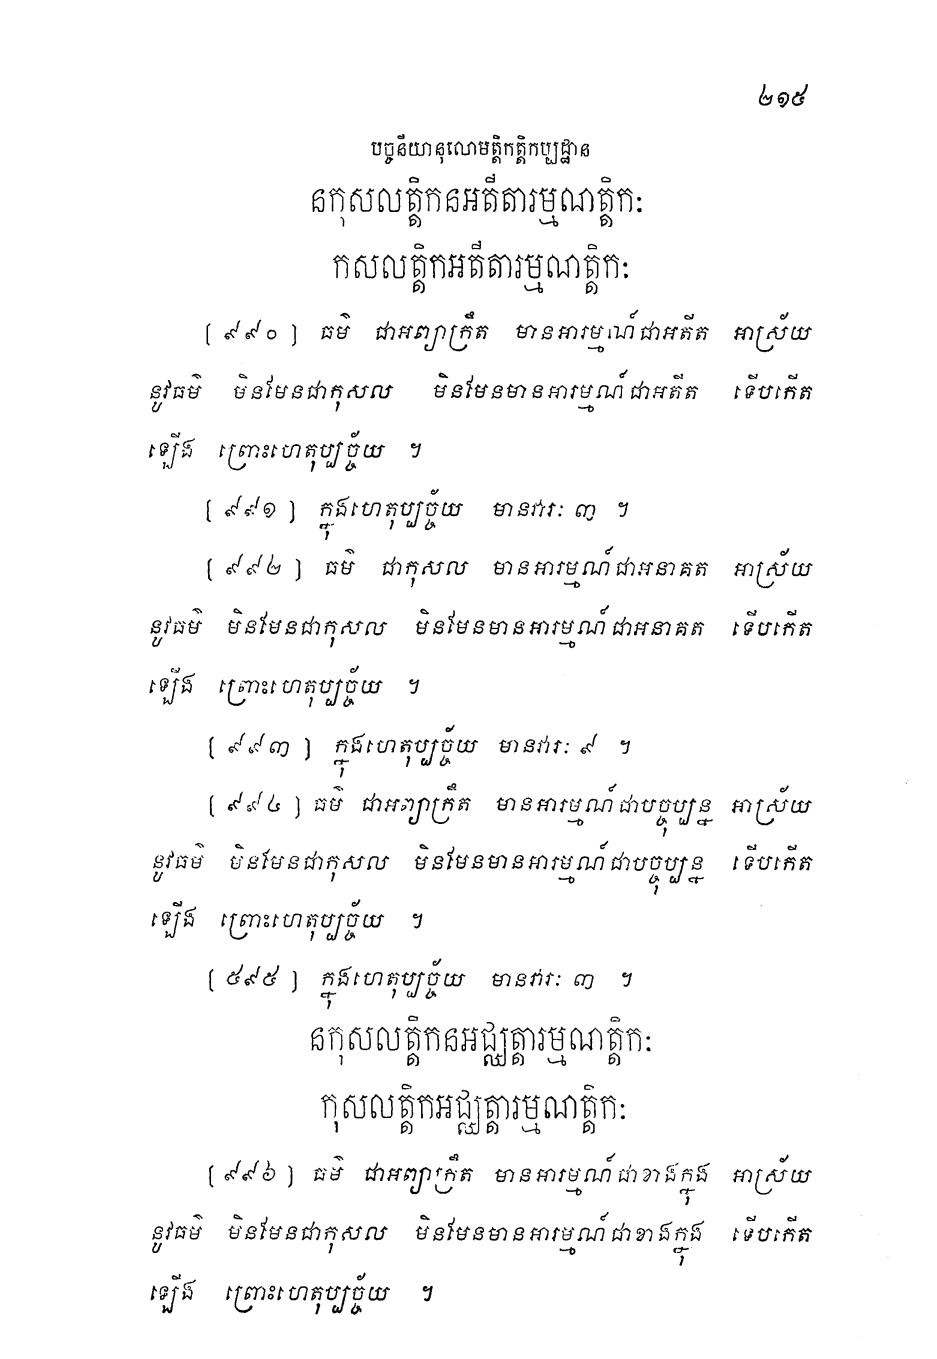 ២១៥
បច្ចនីយានុលោមត្តិកត្តិកប្បដ្ឋាន
នកុសលត្តិកនអតីតារម្មណត្តិកៈ
កសលត្តិកអតីតារម្មណត្តិកៈ
(៩៩០) ធម៌ ជាអព្យាក្រឹត មានអារម្មណ៍ជាអតីត អាស្រ័យ
នូវធម៌ មិនមែនជាកុសល មិនមែនមានអារម្មណ៍ជាអតីត ទើបកើត
ឡើង ព្រោះហេតុប្បច្ច័យ ។
(៩៩១) ក្នុងហេតុប្បច្ច័យ មានវារៈ ៣ ។
(៩៩២) ធម៌ ជាកុសល មានអារម្មណ៍ជាអនាគត អាស្រ័យ
នូវធម៌ មិនមែនជាកុសល មិនមែនមានអារម្មណ៍ជាអនាគត ទើបកើត
ឡើង ព្រោះហេតុប្បច្ច័យ ។
(៩៩៣) ក្នុងហេតុប្បច្ច័យ មានវារៈ ៩ ។
(៩៩៤) ធម៌ ជាអព្យាក្រឹត មានអារម្មណ៍ជាបច្ចុប្បន្ន អាស្រ័យ
នូវធម៌ មិនមែនជាកុសល មិនមែនមានអារម្មណ៍ជាបច្ចុប្បន្ន ទើបកើត
ឡើង ព្រោះហេតុប្បច្ច័យ ។
(៥៩៥) ក្នុងហេតុប្បច្ច័យ មានវារៈ ៣ ។
នកុសលត្តិកនអជ្ឈត្តារម្មណត្តិកៈ
កុសលត្តិកអជ្ឈត្តារម្មណត្តិកៈ
(៩៩៦) ធម៌ ជាអព្យាក្រឹត មានអារម្មណ៍ជាខាងក្នុង អាស្រ័យ
នូវធម៌ មិនមែនជាកុសល មិនមែនមានអារម្មណ៍ជាខាងក្នុង ទើបកើត
ឡើង ព្រោះហេតុប្បច្ច័យ ។